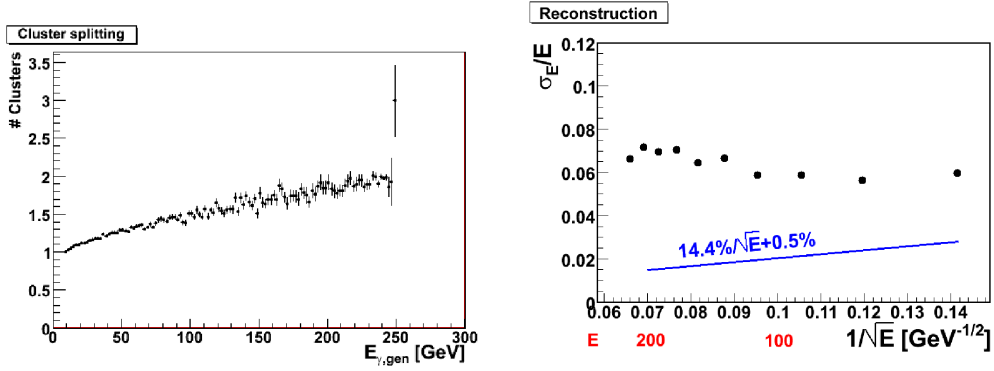 Cluster splitting
# Clusters
3.5
3
2.5
2
1.5
1
0.5
0
0 50 100 150 200 250 300
Eγ,gen [GeV]
Reconstruction
σE/E
0.12
0.1
0.08
0.06
0.04
0.02
0
14.4%/√E+0.5%
0.06 0.07 0.08 0.09 0.1 0.11 0.12 0.13 0.14
E 200 100 1/√E [GeV-1/2]